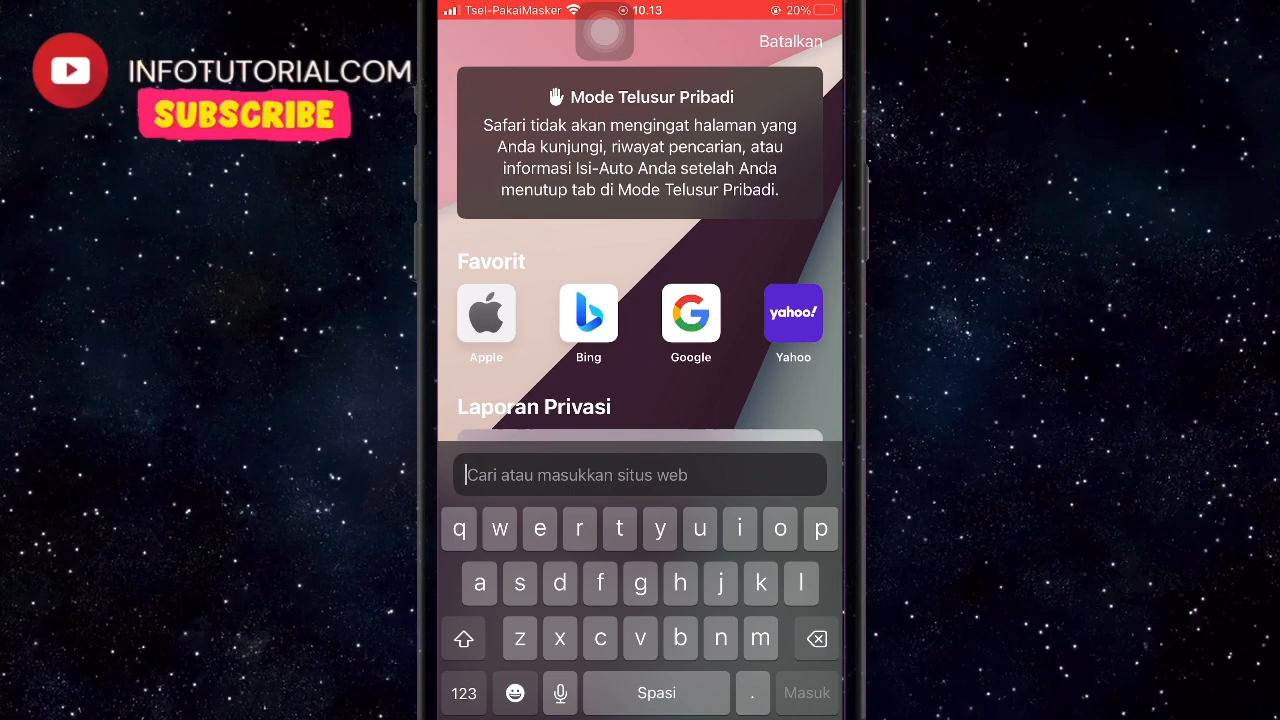 INFOTUTORIALCOM
SUBSCRIBE
Tsel-PakaiMasker 10.13 20%
Batalkan
Mode Telusur Pribadi
Safari tidak akan mengingat halaman yang
Anda kunjungi, riwayat pencarian, atau
informasi Isi-Auto Anda setelah Anda
menutup tab di Mode Telusur Pribadi.
Favorit
yahoo!
Apple Bing Google Yahoo
Laporan Privasi
Cari atau masukkan situs web
q w e r t y u i o p
a s d f g h j k l
z x c v b n m
123 Spasi . Masuk